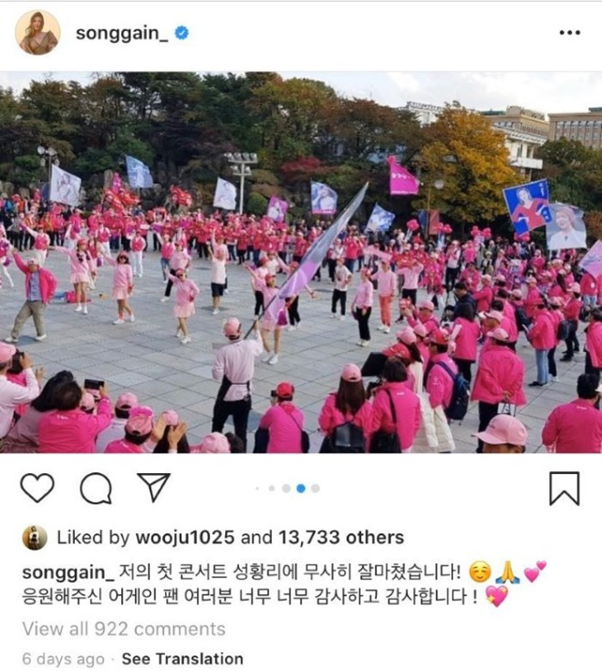 songgain_
Liked by wooju1025 and 13,733 others
songgain_ 저의 첫 콘서트 성황리에 무사히 잘마쳤습니다! ☺️🙏💕
응원해주신 어게인 팬 여러분 너무 너무 감사하고 감사합니다 ! 💖
View all 922 comments
6 days ago · See Translation